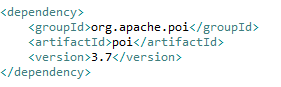 <dependency>
    <groupId>org.apache.poi</groupId>
    <artifactId>poi</artifactId>
    <version>3.7</version>
</dependency>